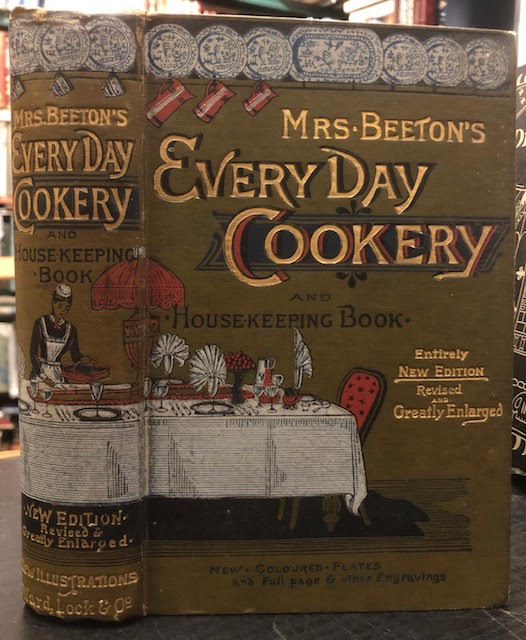 MRS. BEETON'S
EVERY DAY
COOKERY
AND
HOUSE-KEEPING
BOOK
NEW EDITION
Revised &
Greatly Enlarged.
ILLUSTRATIONS
Lock & Co
MRS. BEETON'S
EVERY DAY
COOKERY
AND
HOUSE-KEEPING BOOK.
Entirely
NEW EDITION
Revised
AND
Greatly Enlarged
NEW COLOURED PLATES
and Full page & other Engravings